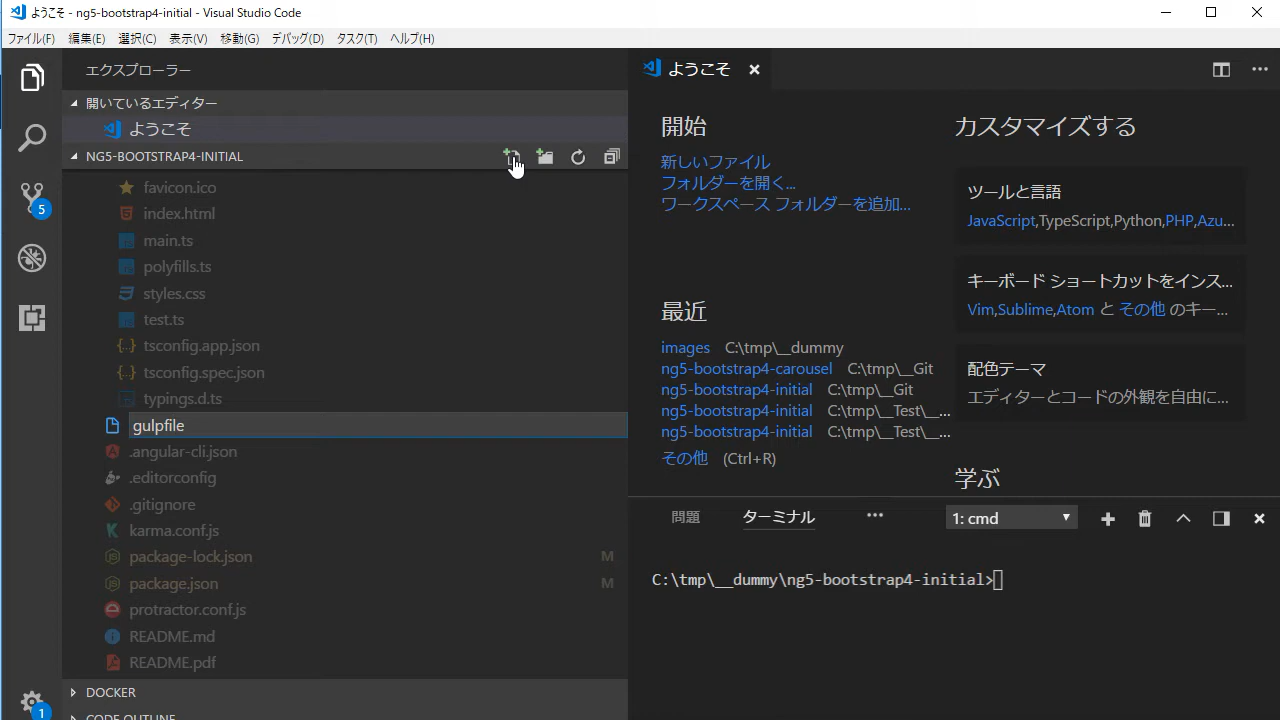 ようこそ - ng5-bootstrap4-initial - Visual Studio Code
ファイル(F) 編集(E) 選択(C) 表示(V) 移動(G) デバッグ(D) タスク(T) ヘルプ(H)
エクスプローラー
開いているエディター
ようこそ
NG5-BOOTSTRAP4-INITIAL
favicon.ico
index.html
main.ts
polyfills.ts
styles.css
test.ts
tsconfig.app.json
tsconfig.spec.json
typings.d.ts
gulpfile
.angular-cli.json
.editorconfig
.gitignore
karma.conf.js
package-lock.json M
package.json M
protractor.conf.js
README.md
README.pdf
DOCKER
CODE OUTLINE
5
1
ようこそ
開始
新しいファイル
フォルダーを開く...
ワークスペース フォルダーを追加...
最近
images C:\tmp\__dummy
ng5-bootstrap4-carousel C:\tmp\__Git
ng5-bootstrap4-initial C:\tmp\__Git
ng5-bootstrap4-initial C:\tmp\__Test\__...
ng5-bootstrap4-initial C:\tmp\__Test\__...
その他 (Ctrl+R)
カスタマイズする
ツールと言語
JavaScript,TypeScript,Python,PHP,Azu...
キーボード ショートカットをインス...
Vim,Sublime,Atom と その他 のキー...
配色テーマ
エディターとコードの外観を自由に...
学ぶ
問題 ターミナル ... 1: cmd
C:\tmp\__dummy\ng5-bootstrap4-initial>